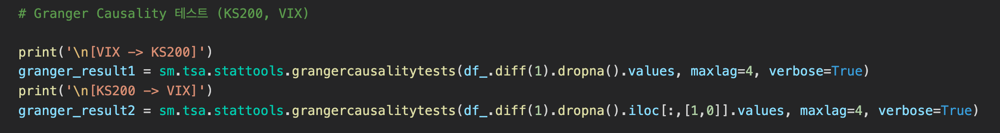 # Granger Causality 테스트 (KS200, VIX)
print('\n[VIX -> KS200]')
granger_result1 = sm.tsa.stattools.grangercausalitytests(df_.diff(1).dropna().values, maxlag=4, verbose=True)
print('\n[KS200 -> VIX]')
granger_result2 = sm.tsa.stattools.grangercausalitytests(df_.diff(1).dropna().iloc[:,[1,0]].values, maxlag=4, verbose=True)